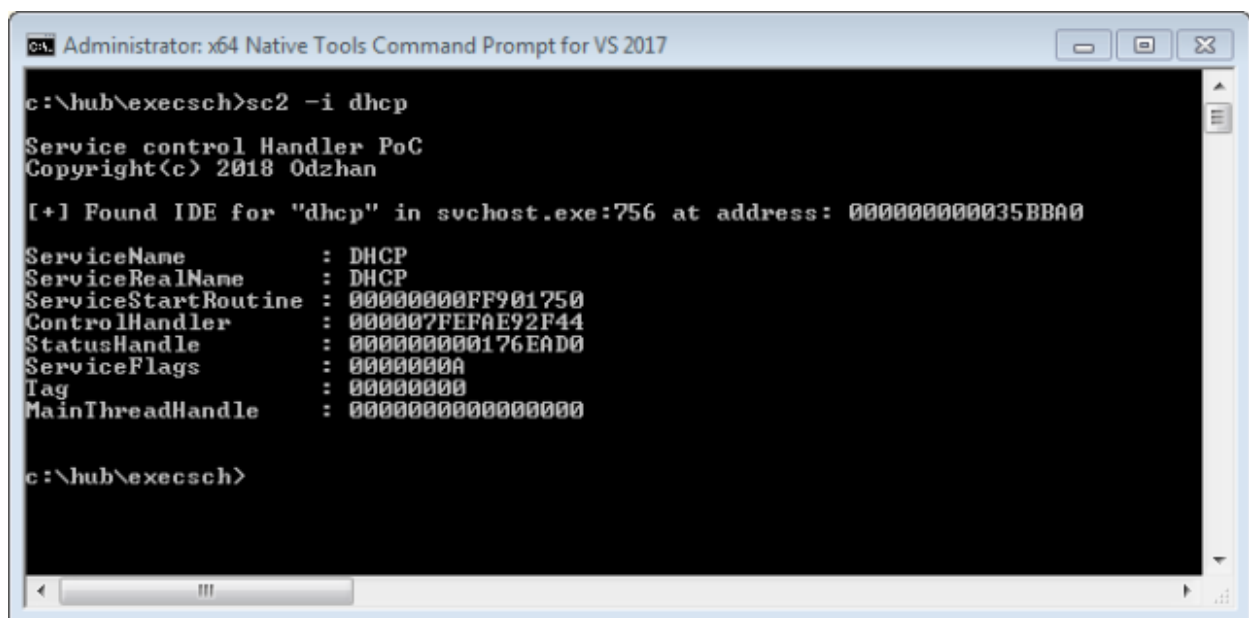 Administrator: x64 Native Tools Command Prompt for VS 2017
c:\hub\execsch>sc2 -i dhcp
Service control Handler PoC
Copyright(c) 2018 Odzhan
[+] Found IDE for "dhcp" in svchost.exe:756 at address: 000000000035BBA0
ServiceName : DHCP
ServiceRealName : DHCP
ServiceStartRoutine : 00000000FF901750
ControlHandler : 000007FEFAE92F44
StatusHandle : 000000000176EAD0
ServiceFlags : 0000000A
Tag : 00000000
MainThreadHandle : 0000000000000000
c:\hub\execsch>